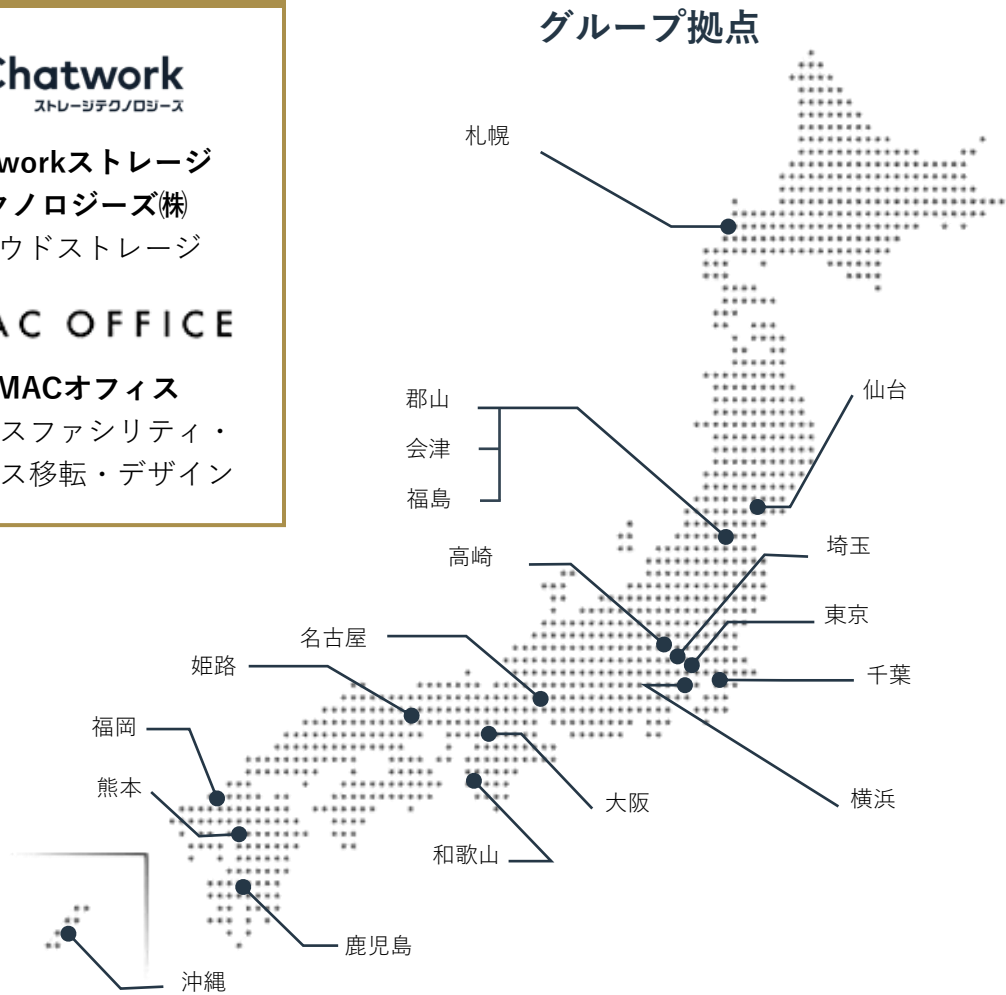 Chatwork
ストレージテクノロジーズ
workストレージ
クノロジーズ㈱
ウドストレージ
AC OFFICE
MACオフィス
スファシリティ・
ス移転・デザイン
グループ拠点
札幌
仙台
郡山
会津
福島
高崎
埼玉
東京
千葉
名古屋
姫路
福岡
熊本
大阪
横浜
和歌山
鹿児島
沖縄